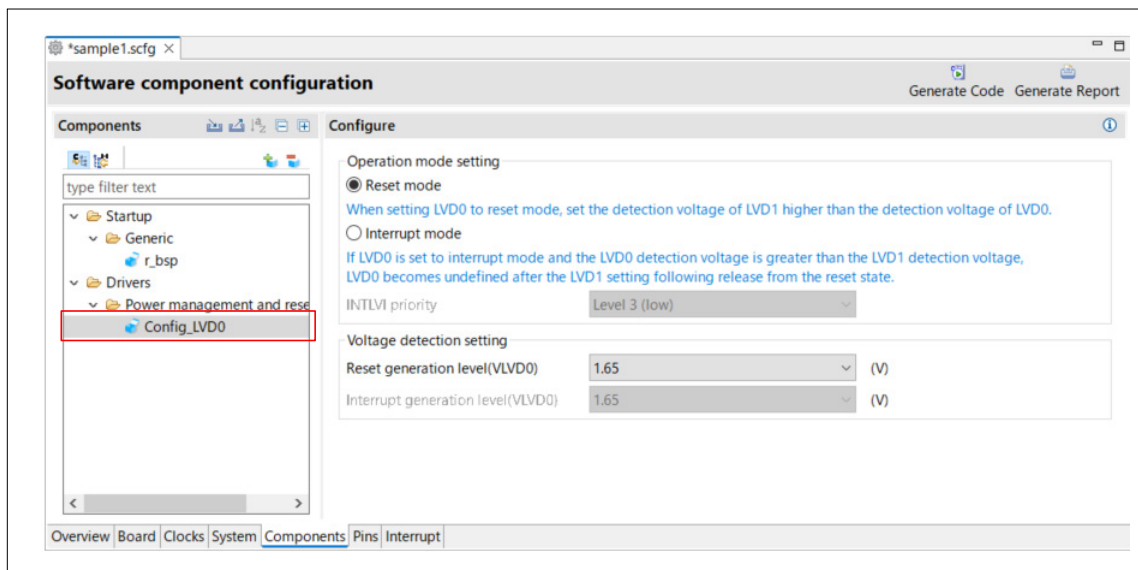 *sample1.scfg
Software component configuration
Generate Code Generate Report
Components
Configure
type filter text
Startup
Generic
r_bsp
Drivers
Power management and rese
Config_LVD0
Operation mode setting
Reset mode
When setting LVD0 to reset mode, set the detection voltage of LVD1 higher than the detection voltage of LVD0.
Interrupt mode
If LVD0 is set to interrupt mode and the LVD0 detection voltage is greater than the LVD1 detection voltage,
LVD0 becomes undefined after the LVD1 setting following release from the reset state.
INTLVI priority Level 3 (low)
Voltage detection setting
Reset generation level(VLVD0) 1.65 (V)
Interrupt generation level(VLVD0) 1.65 (V)
Overview Board Clocks System Components Pins Interrupt